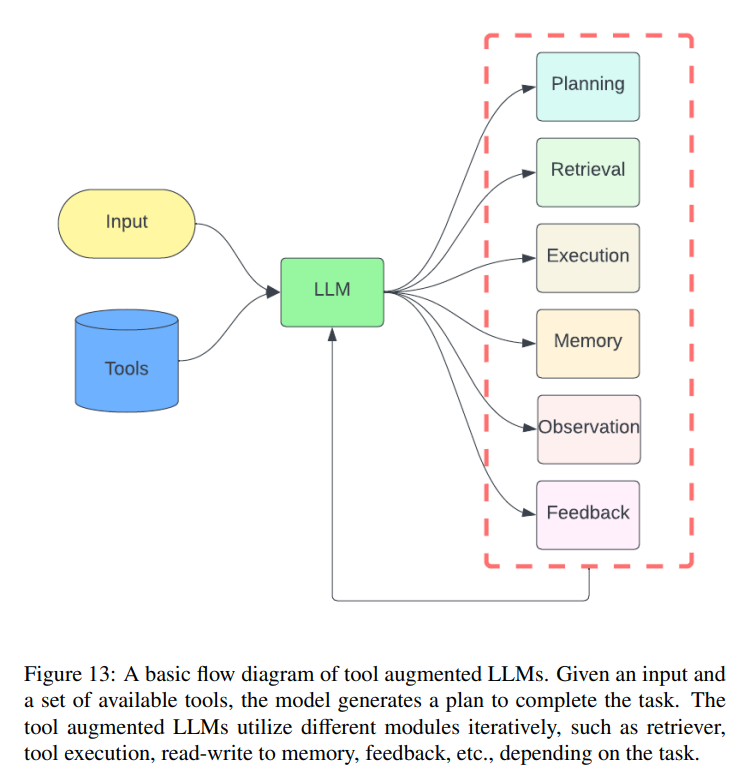 Planning
Retrieval
Input
Execution
LLM
Memory
Tools
Observation
Feedback
Figure 13: A basic flow diagram of tool augmented LLMs. Given an input and
a set of available tools, the model generates a plan to complete the task. The
tool augmented LLMs utilize different modules iteratively, such as retriever,
tool execution, read-write to memory, feedback, etc., depending on the task.